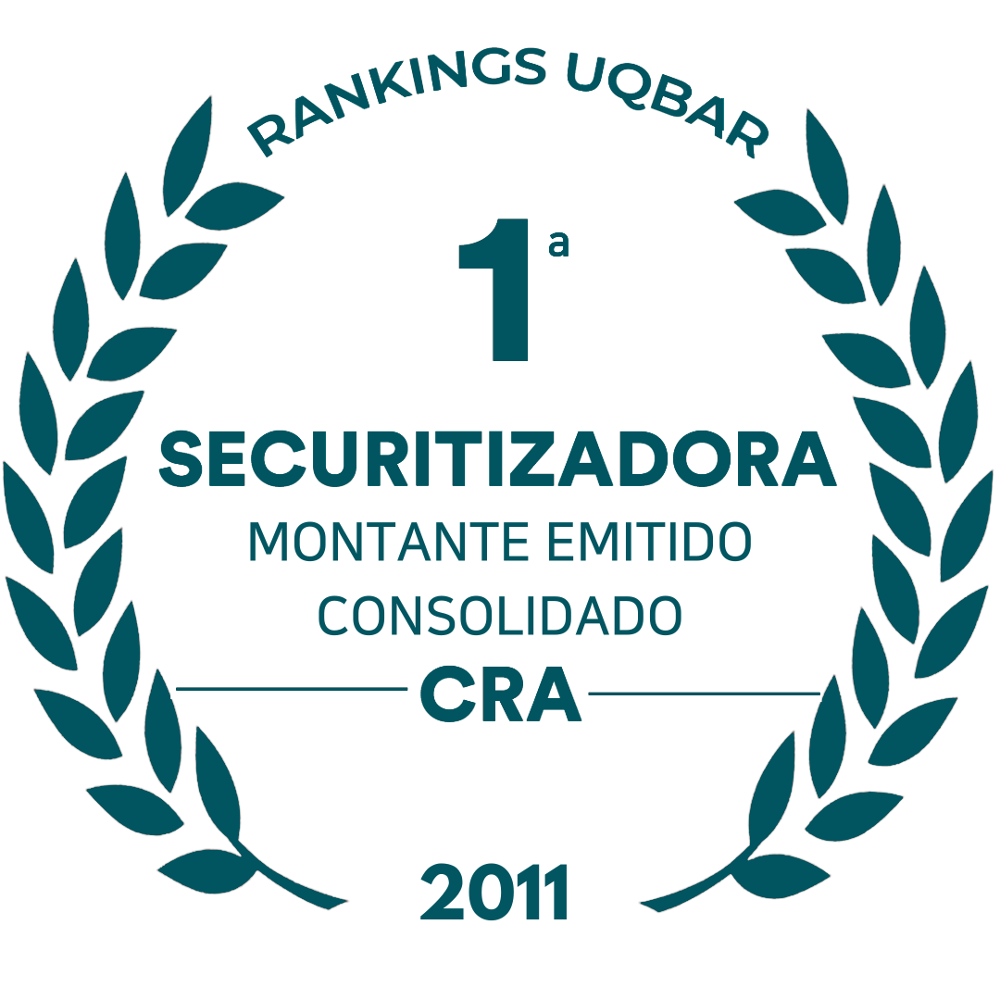 RANKINGS UQBAR
1ª
SECURITIZADORA
MONTANTE EMITIDO
CONSOLIDADO
CRA
2011